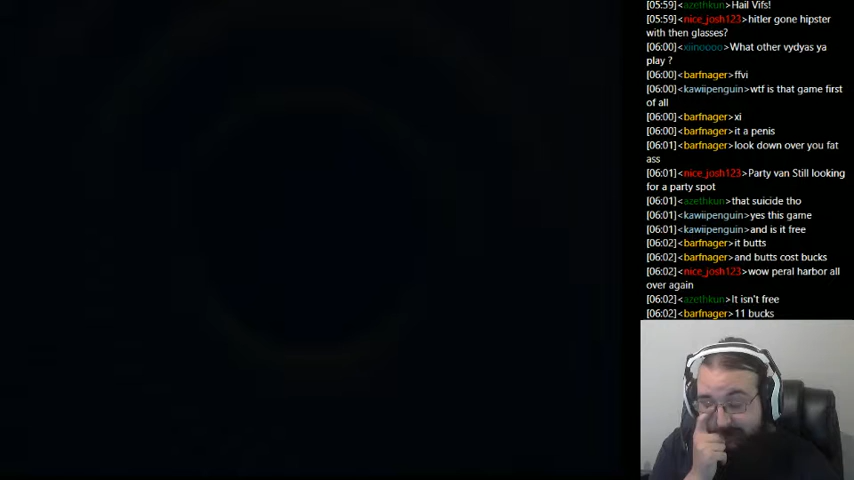 [05:59]<azethkun>Hail Vifs!
[05:59]<nice_josh123>hitler gone hipster
with then glasses?
[06:00]<xiinoooo>What other vydyas ya
play ?
[06:00]<barfnager>ffvi
[06:00]<kawiipenguin>wtf is that game first
of all
[06:00]<barfnager>xi
[06:00]<barfnager>it a penis
[06:01]<barfnager>look down over you fat
ass
[06:01]<nice_josh123>Party van Still looking
for a party spot
[06:01]<azethkun>that suicide tho
[06:01]<kawiipenguin>yes this game
[06:01]<kawiipenguin>and is it free
[06:02]<barfnager>it butts
[06:02]<barfnager>and butts cost bucks
[06:02]<nice_josh123>wow peral harbor all
over again
[06:02]<azethkun>It isn't free
[06:02]<barfnager>11 bucks